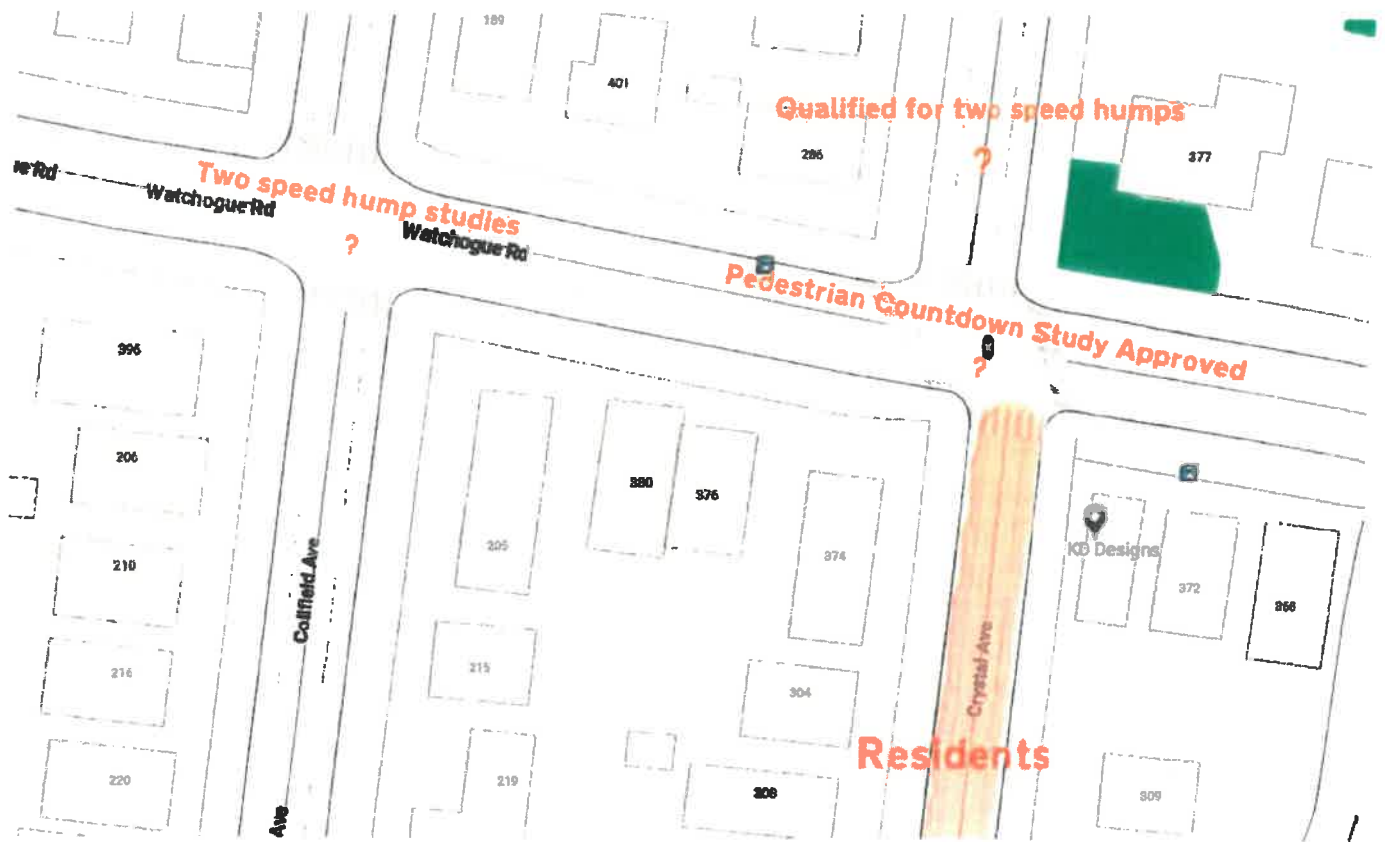 189
401
Qualified for two speed humps
286
377
?
Two speed hump studies
Watchogue Rd
Watchogue Rd
?
Pedestrian Countdown Study Approved
?
396
206
380
376
205
374
KD Designs
372
366
210
Collfield Ave
216
215
304
Crystal Ave
Residents
220
219
308
309
Ave